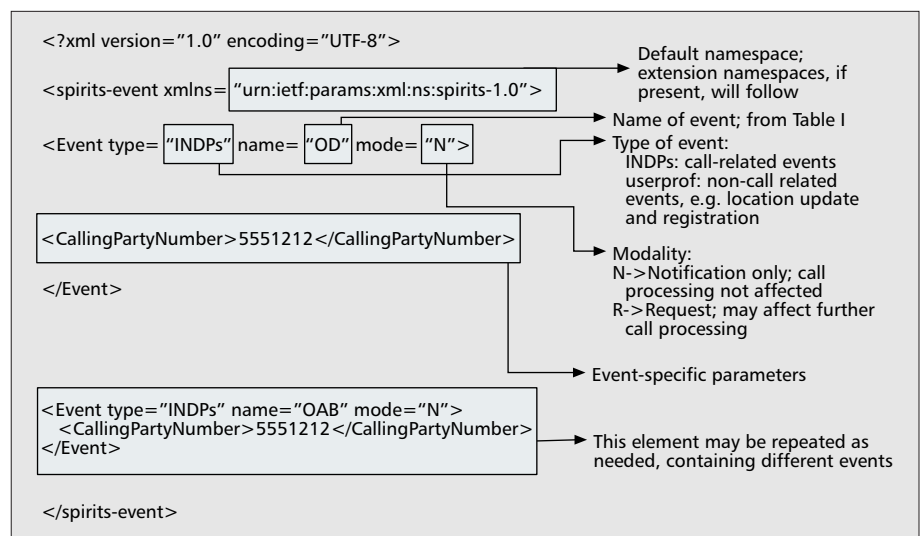 <?xml version="1.0" encoding="UTF-8">
<spirits-event xmlns= "urn:ietf:params:xml:ns:spirits-1.0">
Default namespace;
extension namespaces, if
present, will follow
<Event type= "INDPs" name= "OD" mode= "N">
Name of event; from Table I
Type of event:
INDPs: call-related events
userprof: non-call related
events, e.g. location update
and registration
<CallingPartyNumber>5551212</CallingPartyNumber>
</Event>
Modality:
N->Notification only; call
processing not affected
R->Request; may affect further
call processing
Event-specific parameters
<Event type="INDPs" name="OAB" mode="N">
<CallingPartyNumber>5551212</CallingPartyNumber>
</Event>
This element may be repeated as
needed, containing different events
</spirits-event>